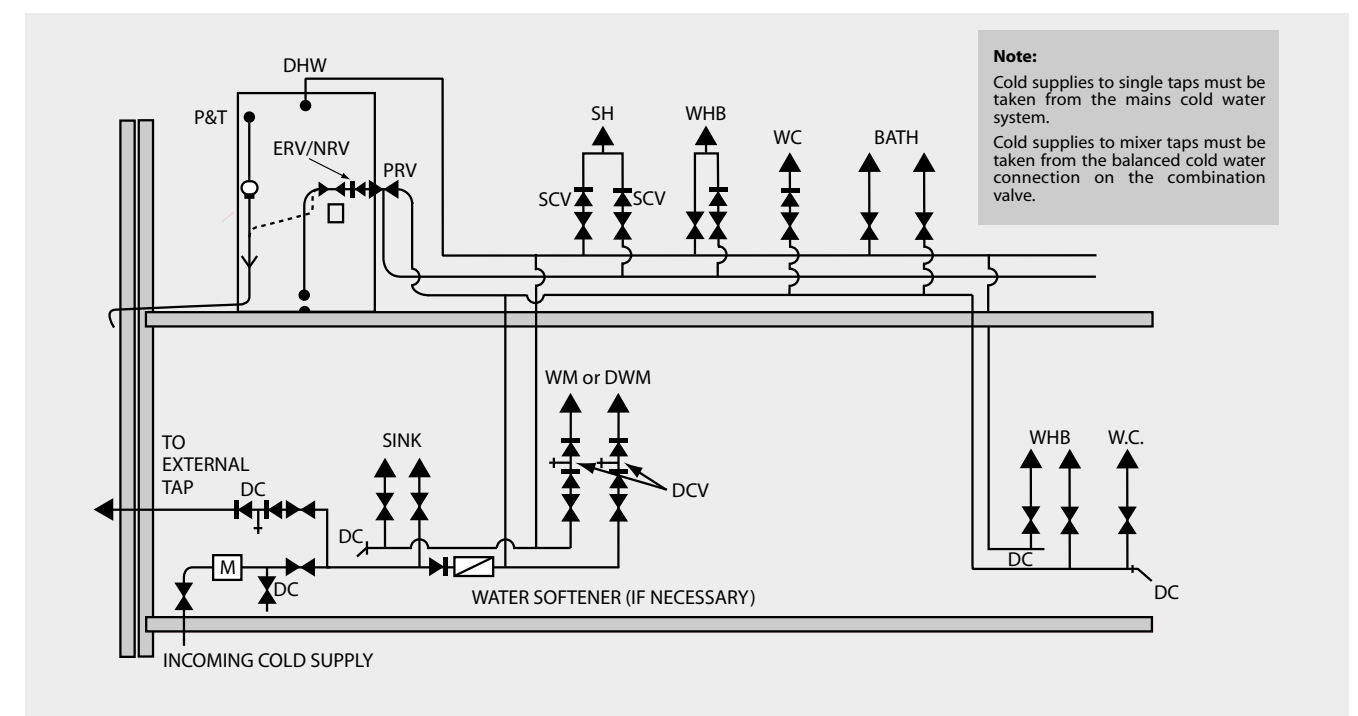 DHW
P&T
ERV/NRV
PRV
SH
WHB
WC
BATH
SCV
SCV
Note:
Cold supplies to single taps must be
taken from the mains cold water
system.
Cold supplies to mixer taps must be
taken from the balanced cold water
connection on the combination
valve.
WM or DWM
TO
EXTERNAL
TAP
DC
SINK
DCV
DC
M
DC
WATER SOFTENER (IF NECESSARY)
WHB
W.C.
DC
DC
INCOMING COLD SUPPLY